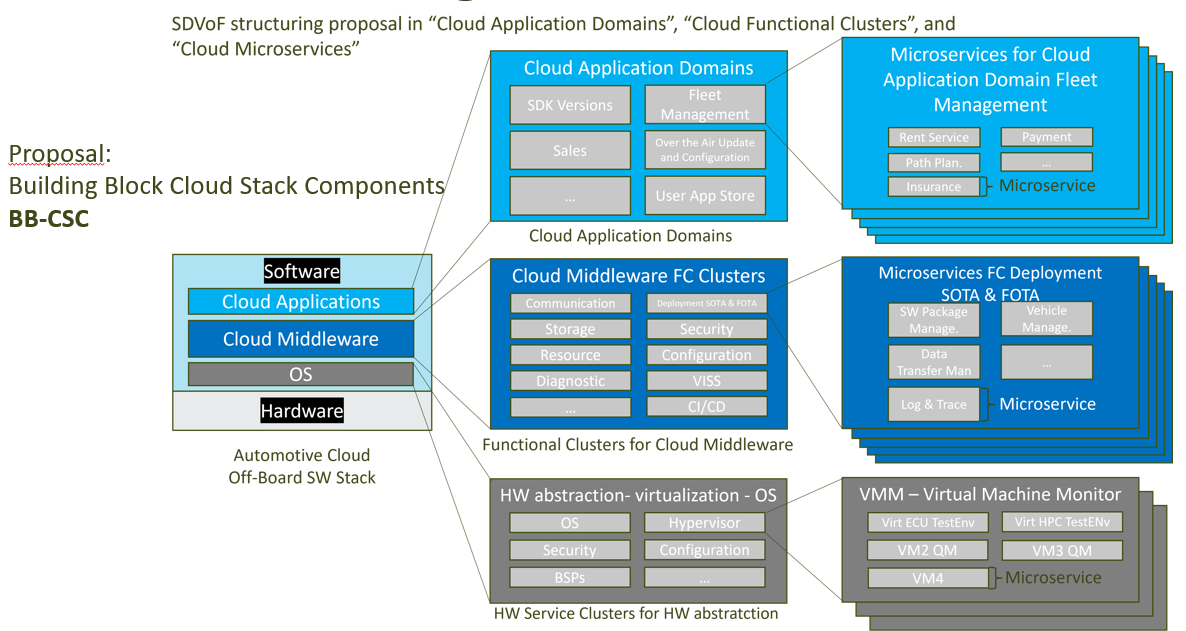 SDVoF structuring proposal in “Cloud Application Domains”, “Cloud Functional Clusters”, and
“Cloud Microservices”
Proposal:
Building Block Cloud Stack Components
BB-CSC
Software
Cloud Applications
Cloud Middleware
OS
Hardware
Automotive Cloud
Off-Board SW Stack
Cloud Application Domains
SDK Versions
Fleet
Management
Sales
Over the Air Update
and Configuration
...
User App Store
Cloud Application Domains
Microservices for Cloud
Application Domain Fleet
Management
Rent Service
Payment
Path Plan.
...
Insurance
Microservice
Cloud Middleware FC Clusters
Communication
Deployment SOTA & FOTA
Storage
Security
Resource
Configuration
Diagnostic
VISS
...
CI/CD
Functional Clusters for Cloud Middleware
Microservices FC Deployment
SOTA & FOTA
SW Package
Manage.
Vehicle
Manage.
Data
Transfer Man
...
Log & Trace
Microservice
HW abstraction- virtualization - OS
OS
Hypervisor
Security
Configuration
BSPs
...
HW Service Clusters for HW abstratction
VMM – Virtual Machine Monitor
Virt ECU TestEnv
Virt HPC TestENv
VM2 QM
VM3 QM
VM4
Microservice